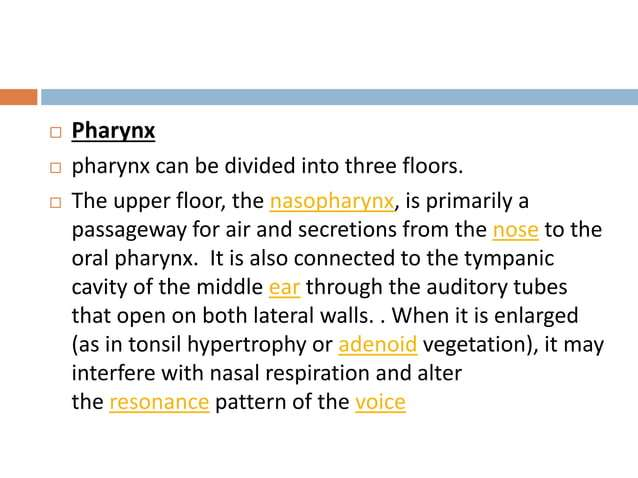 Pharynx
pharynx can be divided into three floors.
The upper floor, the nasopharynx, is primarily a
passageway for air and secretions from the nose to the
oral pharynx.  It is also connected to the tympanic
cavity of the middle ear through the auditory tubes
that open on both lateral walls. . When it is enlarged
(as in tonsil hypertrophy or adenoid vegetation), it may
interfere with nasal respiration and alter
the resonance pattern of the voice